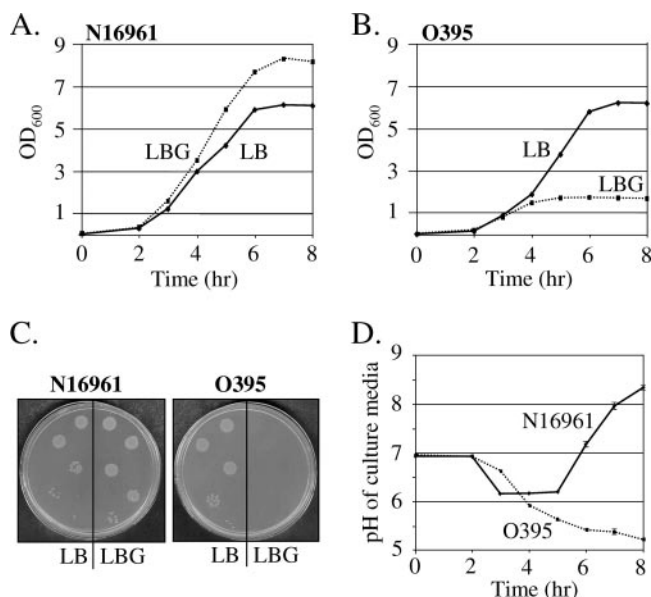 A. N16961
OD600
9
7
5
3
1
LBG
LB
0 2 4 6 8
Time (hr)
B. O395
OD600
9
7
5
3
1
LB
LBG
0 2 4 6 8
Time (hr)
C.
N16961 O395
LB LBG LB LBG
D.
pH of culture media
9
8
7
6
5
N16961
O395
0 2 4 6 8
Time (hr)